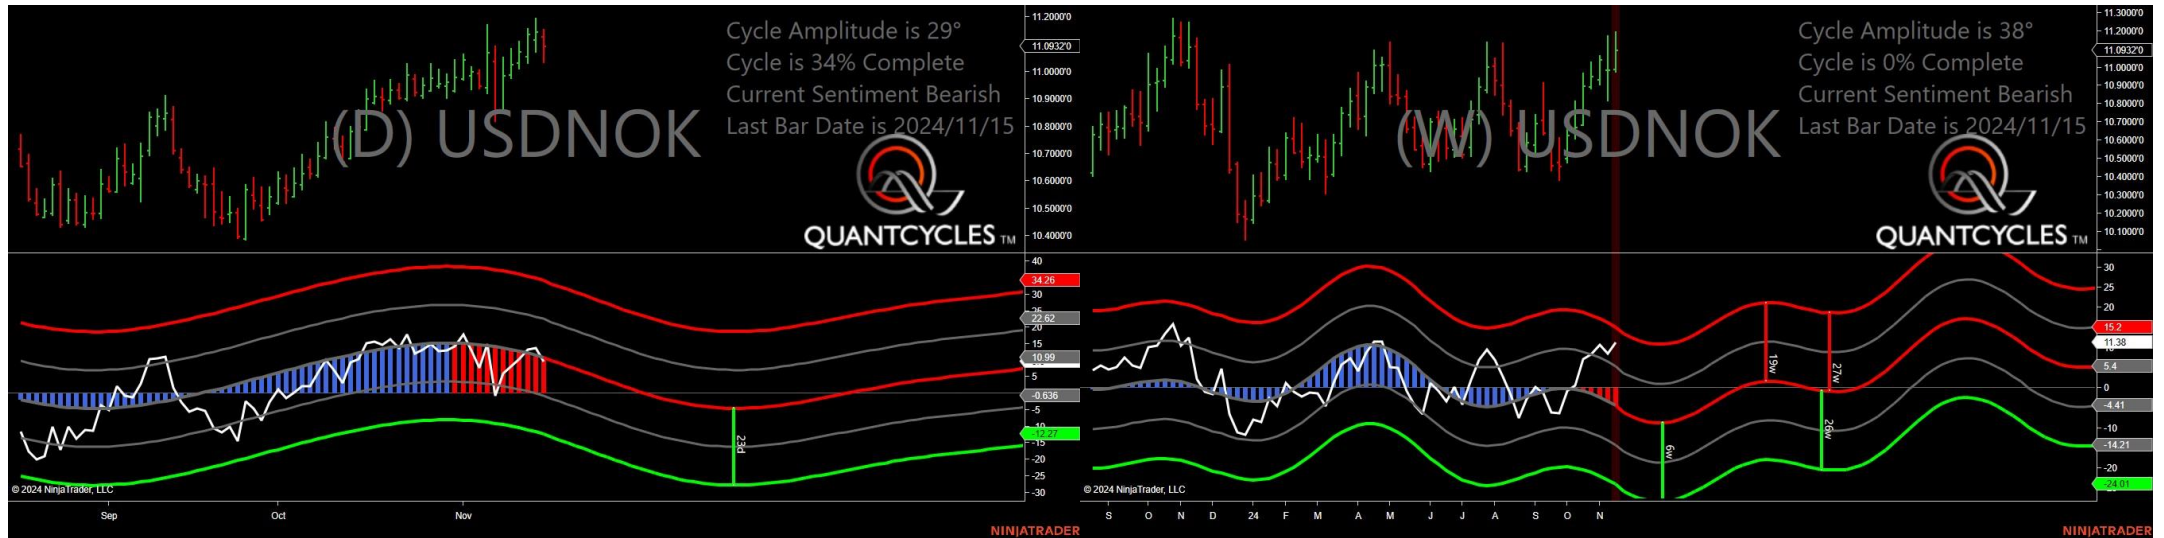 Cycle Amplitude is 29°
Cycle is 34% Complete
Current Sentiment Bearish
Last Bar Date is 2024/11/15
(D) USDNOK
QUANTCYCLES TM
11.2000'0
11.0932'0
11.0000'0
10.9000'0
10.8000'0
10.7000'0
10.6000'0
10.5000'0
10.4000'0
40
34.26
30
22.62
20
15
10.99
5
-0.636
-5
-12.27
-15
-20
-25
-30
23d
© 2024 NinjaTrader, LLC
Sep
Oct
Nov
NINJATRADER
Cycle Amplitude is 38°
Cycle is 0% Complete
Current Sentiment Bearish
Last Bar Date is 2024/11/15
(W) USDNOK
QUANTCYCLES TM
11.3000'0
11.2000'0
11.0932'0
11.0000'0
10.9000'0
10.8000'0
10.7000'0
10.6000'0
10.5000'0
10.4000'0
10.3000'0
10.2000'0
10.1000'0
30
25
20
15.2
11.38
5.4
0
-4.41
-10
-14.21
-20
-24.01
19w
27w
6w
26w
© 2024 NinjaTrader, LLC
S O N D 24 F M A M J J A S O N
NINJATRADER